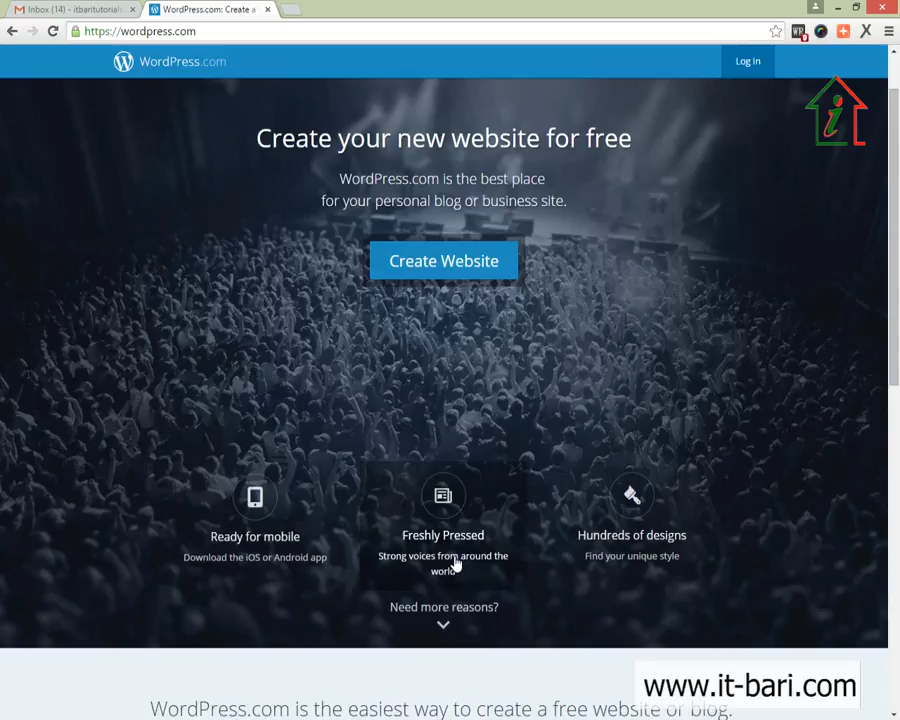 Inbox (14) - itbaritutorials
WordPress.com: Create a
https://wordpress.com
WordPress.com
Log In
Create your new website for free
WordPress.com is the best place
for your personal blog or business site.
Create Website
Ready for mobile
Download the iOS or Android app
Freshly Pressed
Strong voices from around the
world
Hundreds of designs
Find your unique style
Need more reasons?
www.it-bari.com
WordPress.com is the easiest way to create a free website or blog.